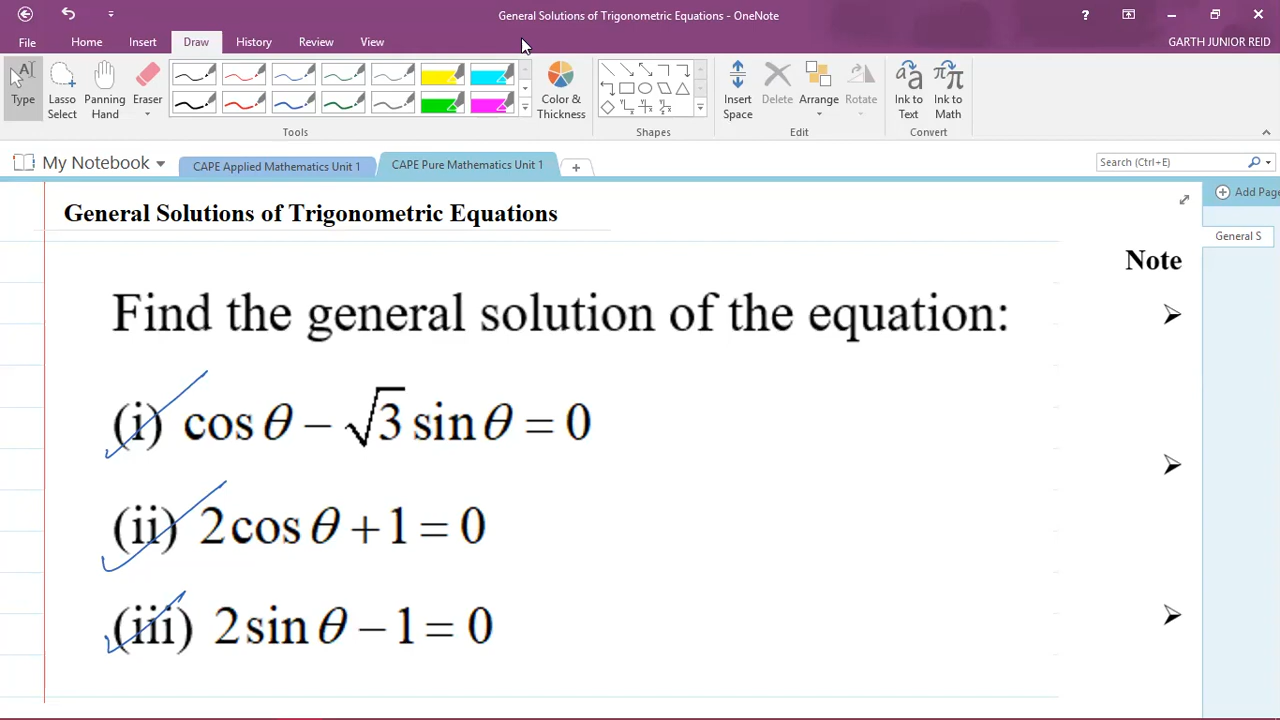 General Solutions of Trigonometric Equations - OneNote
File Home Insert Draw History Review View GARTH JUNIOR REID
Type Lasso Select Panning Hand Eraser Color & Thickness Insert Space Delete Arrange Rotate Ink to Text Ink to Math
Tools Shapes Edit Convert
My Notebook CAPE Applied Mathematics Unit 1 CAPE Pure Mathematics Unit 1 Search (Ctrl+E)
Add Page
General Solutions of Trigonometric Equations
General S
Note
Find the general solution of the equation:
(i) cos θ − √3 sin θ = 0
(ii) 2cos θ + 1 = 0
(iii) 2sin θ − 1 = 0